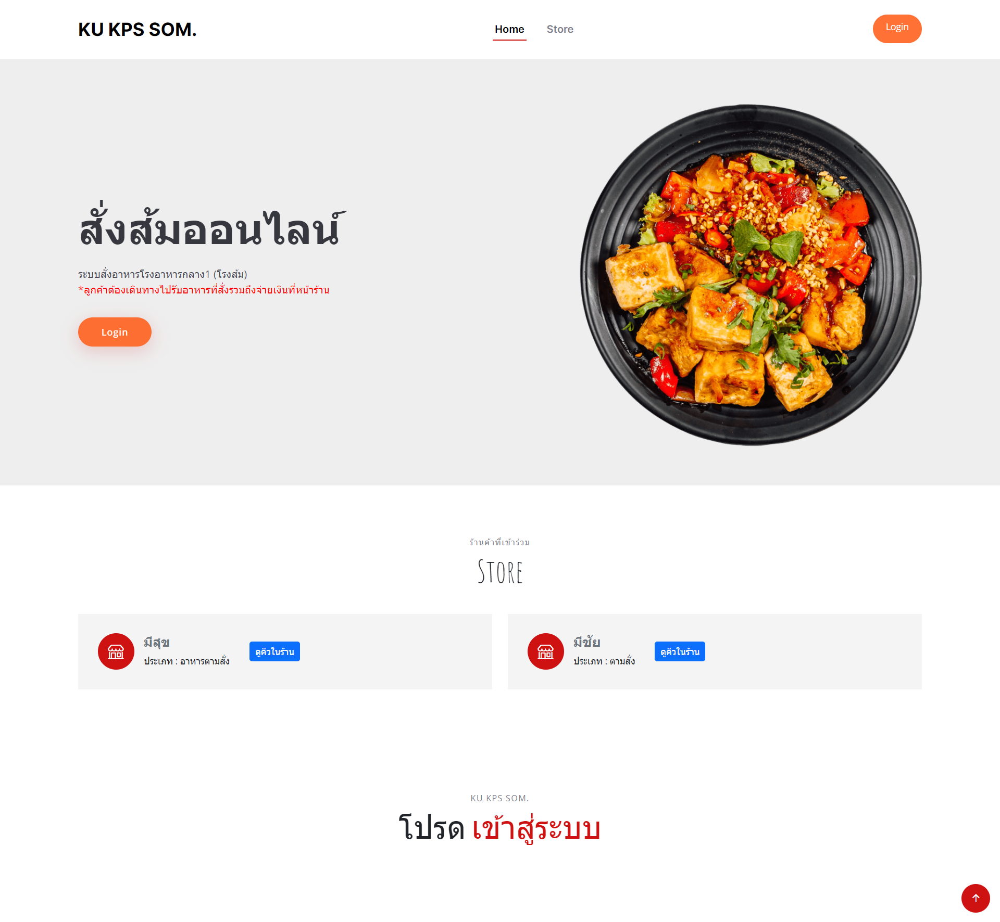 KU KPS SOM.
Home
Store
Login
สั่งส้มออนไลน์
ระบบสั่งอาหารโรงอาหารกลาง1 (โรงส้ม)
*ลูกค้าต้องเดินทางไปรับอาหารที่สั่งรวมถึงจ่ายเงินที่หน้าร้าน
Login
ร้านค้าที่เข้าร่วม
STORE
มีสุข
ประเภท : อาหารตามสั่ง
ดูคิวในร้าน
มีชัย
ประเภท : ตามสั่ง
ดูคิวในร้าน
KU KPS SOM.
โปรด เข้าสู่ระบบ